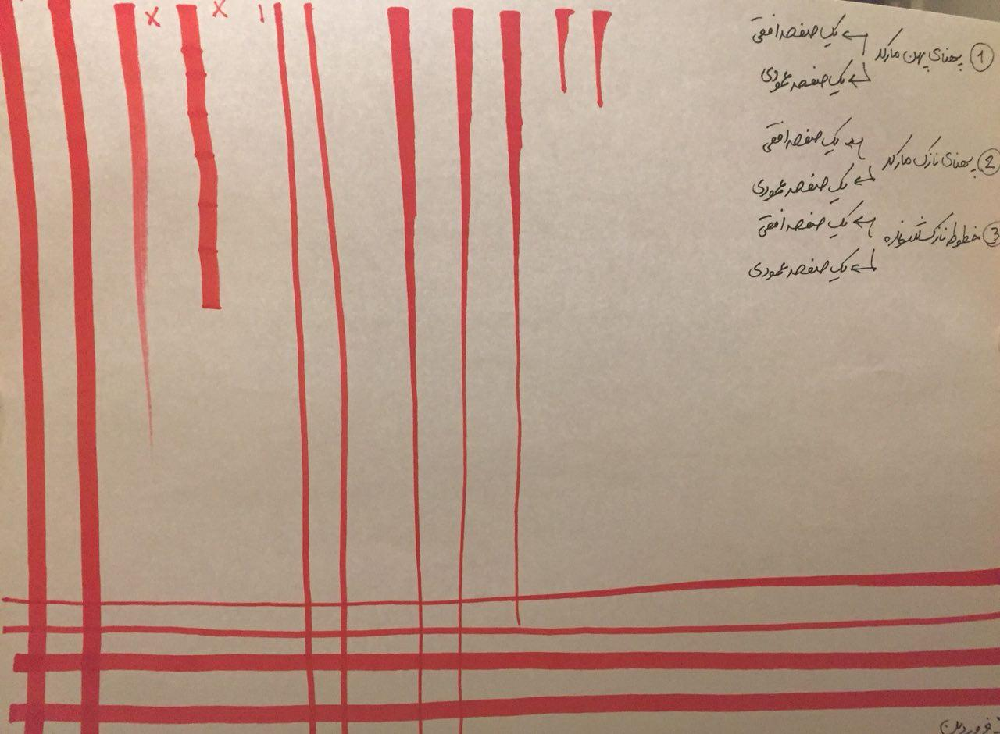 ① پهنای پهن مارکر ← یک صفحه افقی
← یک صفحه عمودی
② پهنای نازک مارکر ← یک صفحه افقی
← یک صفحه عمودی
③ خطوط نازک شونده ← یک صفحه افقی
← یک صفحه عمودی
فروردین